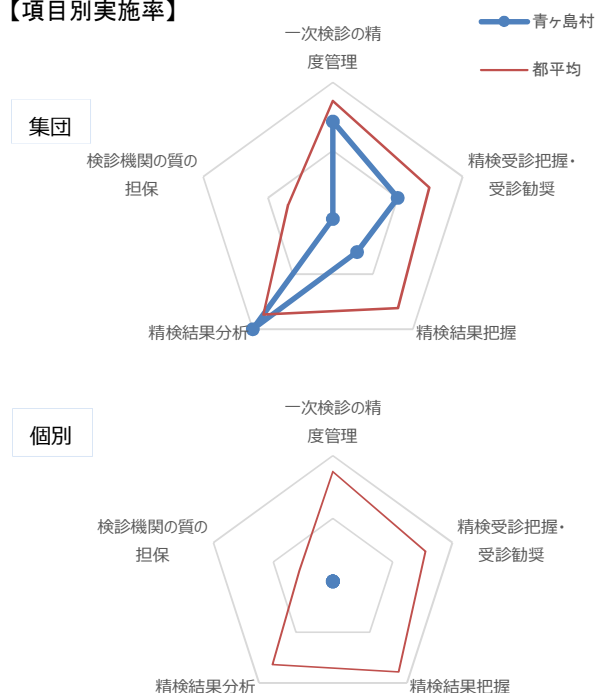 【項目別実施率】
青ヶ島村
都平均
集団
一次検診の精
度管理
精検受診把握・
受診勧奨
精検結果把握
精検結果分析
検診機関の質の
担保
個別
一次検診の精
度管理
精検受診把握・
受診勧奨
精検結果把握
精検結果分析
検診機関の質の
担保